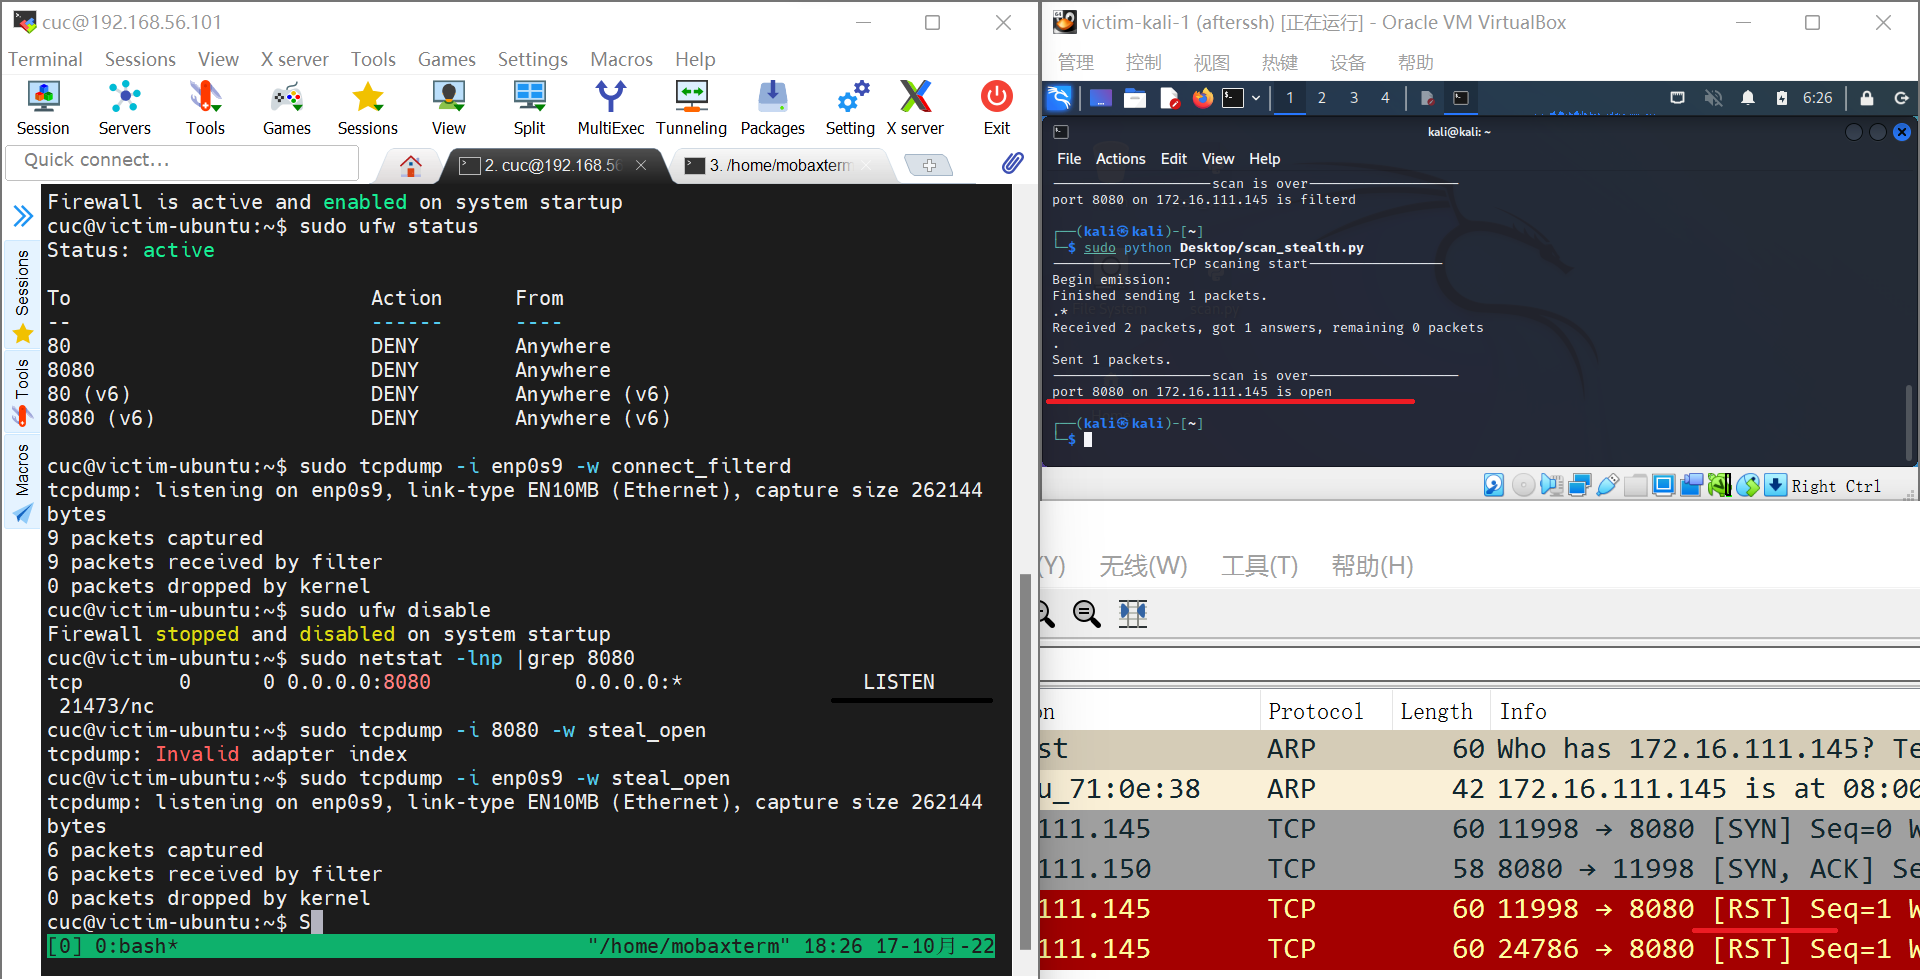 cuc@192.168.56.101
Terminal Sessions View X server Tools Games Settings Macros Help
Session Servers Tools Games Sessions View Split MultiExec Tunneling Packages Setting X server Exit
Quick connect...
2. cuc@192.168.56
3. /home/mobaxterm
Sessions
Tools
Macros
Firewall is active and enabled on system startup
cuc@victim-ubuntu:~$ sudo ufw status
Status: active
To Action From
-- ------ ----
80 DENY Anywhere
8080 DENY Anywhere
80 (v6) DENY Anywhere (v6)
8080 (v6) DENY Anywhere (v6)
cuc@victim-ubuntu:~$ sudo tcpdump -i enp0s9 -w connect_filterd
tcpdump: listening on enp0s9, link-type EN10MB (Ethernet), capture size 262144
bytes
9 packets captured
9 packets received by filter
0 packets dropped by kernel
cuc@victim-ubuntu:~$ sudo ufw disable
Firewall stopped and disabled on system startup
cuc@victim-ubuntu:~$ sudo netstat -lnp |grep 8080
tcp 0 0 0.0.0.0:8080 0.0.0.0:* LISTEN
21473/nc
cuc@victim-ubuntu:~$ sudo tcpdump -i 8080 -w steal_open
tcpdump: Invalid adapter index
cuc@victim-ubuntu:~$ sudo tcpdump -i enp0s9 -w steal_open
tcpdump: listening on enp0s9, link-type EN10MB (Ethernet), capture size 262144
bytes
6 packets captured
6 packets received by filter
0 packets dropped by kernel
cuc@victim-ubuntu:~$ S
[0] 0:bash* "/home/mobaxterm" 18:26 17-10月-22
victim-kali-1 (afterssh) [正在运行] - Oracle VM VirtualBox
管理 控制 视图 热键 设备 帮助
1 2 3 4 6:26
kali@kali: ~
File Actions Edit View Help
scan is over
port 8080 on 172.16.111.145 is filterd
(kali㉿kali)-[~]
$ sudo python Desktop/scan_stealth.py
TCP scaning start
Begin emission:
Finished sending 1 packets.
.*
Received 2 packets, got 1 answers, remaining 0 packets
.
Sent 1 packets.
scan is over
port 8080 on 172.16.111.145 is open
(kali㉿kali)-[~]
$
Right Ctrl
(Y) 无线(W) 工具(T) 帮助(H)
on Protocol Length Info
st ARP 60 Who has 172.16.111.145? Te
u_71:0e:38 ARP 42 172.16.111.145 is at 08:00
111.145 TCP 60 11998 → 8080 [SYN] Seq=0 W
111.150 TCP 58 8080 → 11998 [SYN, ACK] Se
111.145 TCP 60 11998 → 8080 [RST] Seq=1 W
111.145 TCP 60 24786 → 8080 [RST] Seq=1 W